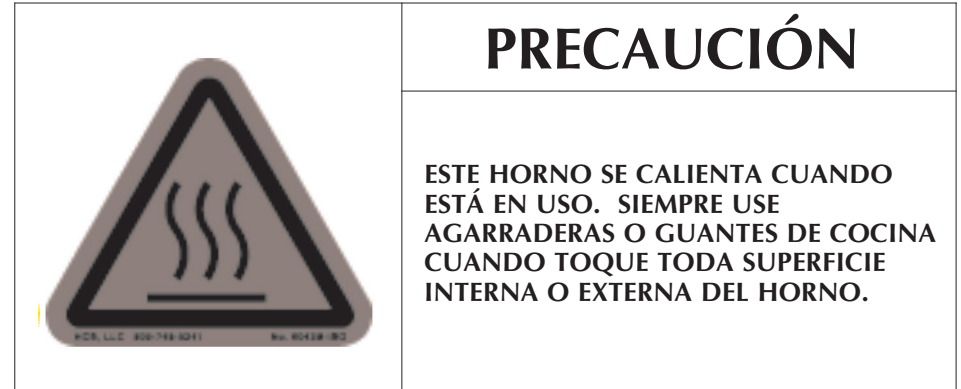 PRECAUCIÓN
ESTE HORNO SE CALIENTA CUANDO
ESTÁ EN USO. SIEMPRE USE
AGARRADERAS O GUANTES DE COCINA
CUANDO TOQUE TODA SUPERFICIE
INTERNA O EXTERNA DEL HORNO.